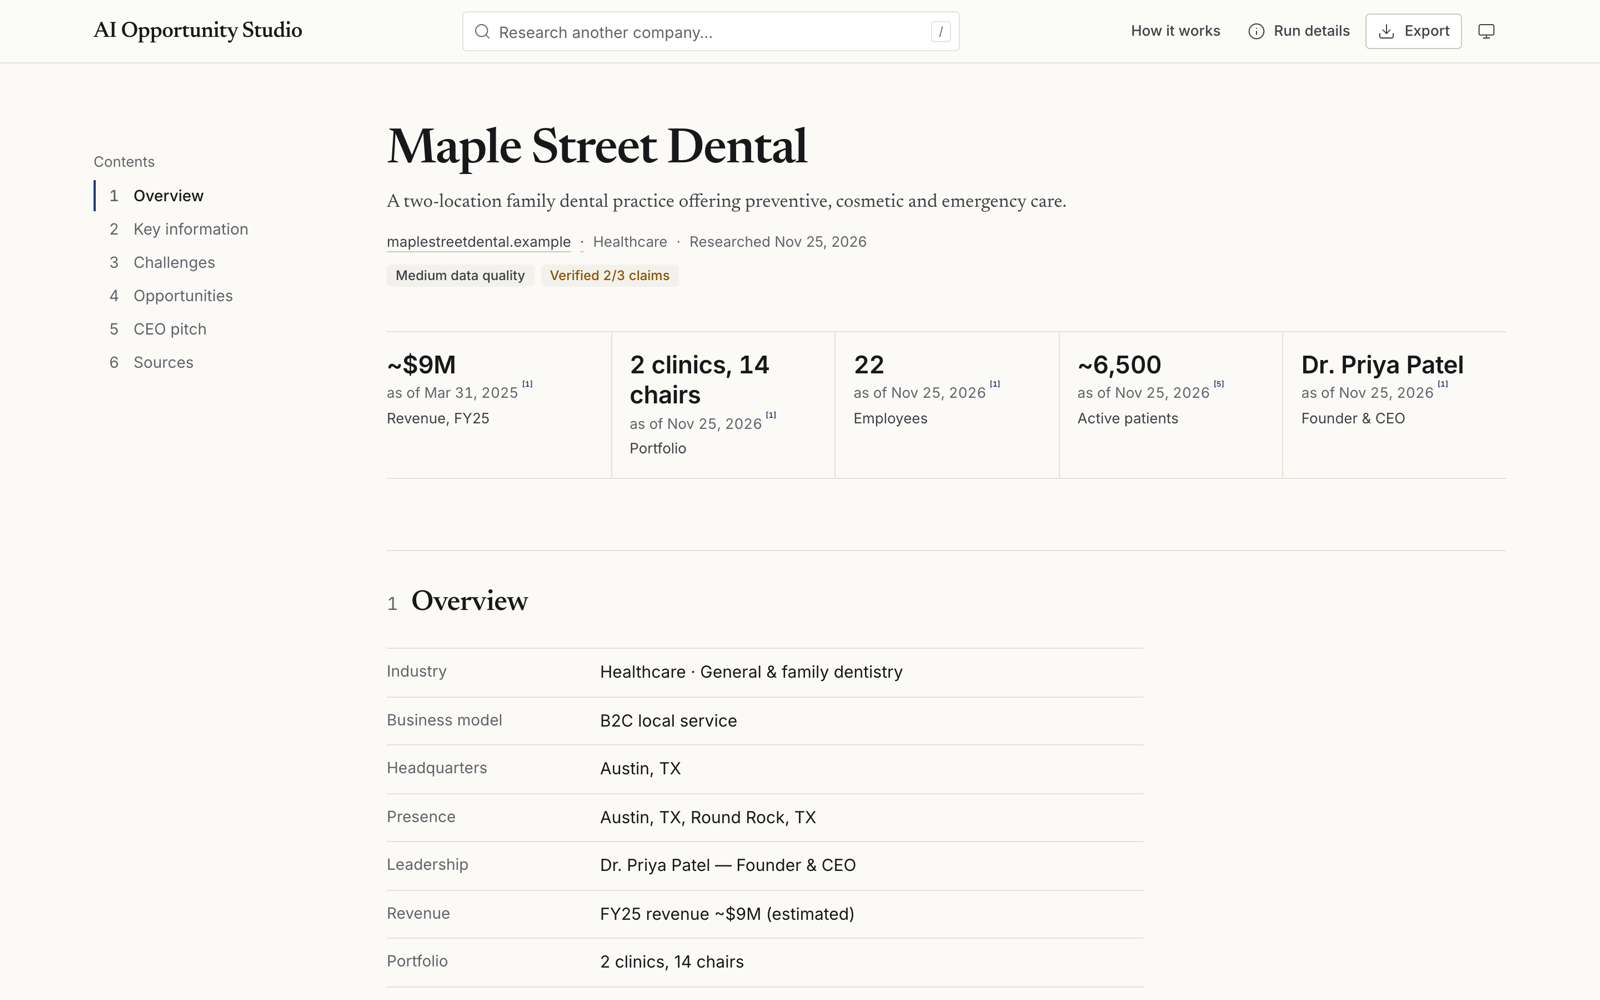 AI Opportunity Studio
Research another company...
/
How it works
Run details
Export
Contents
1 Overview
2 Key information
3 Challenges
4 Opportunities
5 CEO pitch
6 Sources
Maple Street Dental
A two-location family dental practice offering preventive, cosmetic and emergency care.
maplestreetdental.example · Healthcare · Researched Nov 25, 2026
Medium data quality
Verified 2/3 claims
~$9M
as of Mar 31, 2025 [1]
Revenue, FY25
2 clinics, 14
chairs
as of Nov 25, 2026 [1]
Portfolio
22
as of Nov 25, 2026 [1]
Employees
~6,500
as of Nov 25, 2026 [5]
Active patients
Dr. Priya Patel
as of Nov 25, 2026 [1]
Founder & CEO
1 Overview
Industry Healthcare · General & family dentistry
Business model B2C local service
Headquarters Austin, TX
Presence Austin, TX, Round Rock, TX
Leadership Dr. Priya Patel — Founder & CEO
Revenue FY25 revenue ~$9M (estimated)
Portfolio 2 clinics, 14 chairs